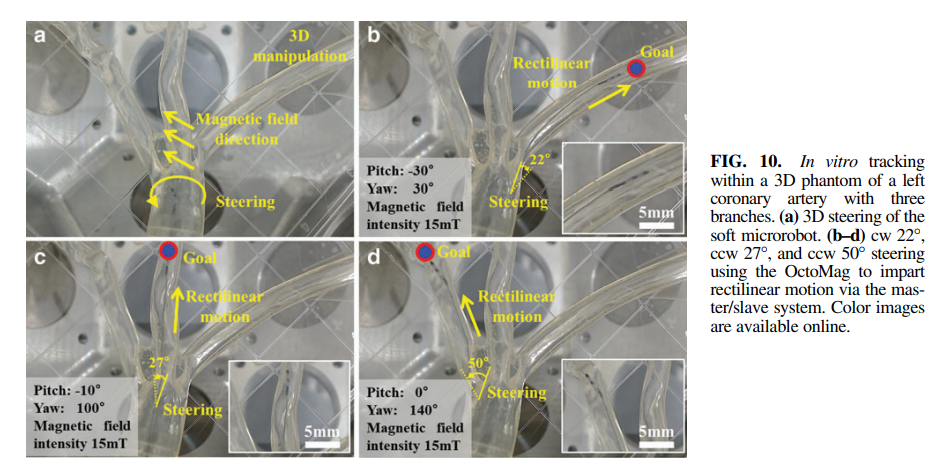 a
3D
manipulation
Magnetic field
direction
Steering
b
Goal
Rectilinear
motion
22°
Pitch: -30°
Yaw: 30°
Magnetic field
intensity 15mT
Steering
5mm
c
Goal
Rectilinear
motion
27°
Pitch: -10°
Yaw: 100°
Magnetic field
intensity 15mT
Steering
5mm
d
Goal
Rectilinear
motion
50°
Pitch: 0°
Yaw: 140°
Magnetic field
intensity 15mT
Steering
5mm
FIG. 10. In vitro tracking
within a 3D phantom of a left
coronary artery with three
branches. (a) 3D steering of the
soft microrobot. (b–d) cw 22°,
ccw 27°, and ccw 50° steering
using the OctoMag to impart
rectilinear motion via the mas-
ter/slave system. Color images
are available online.